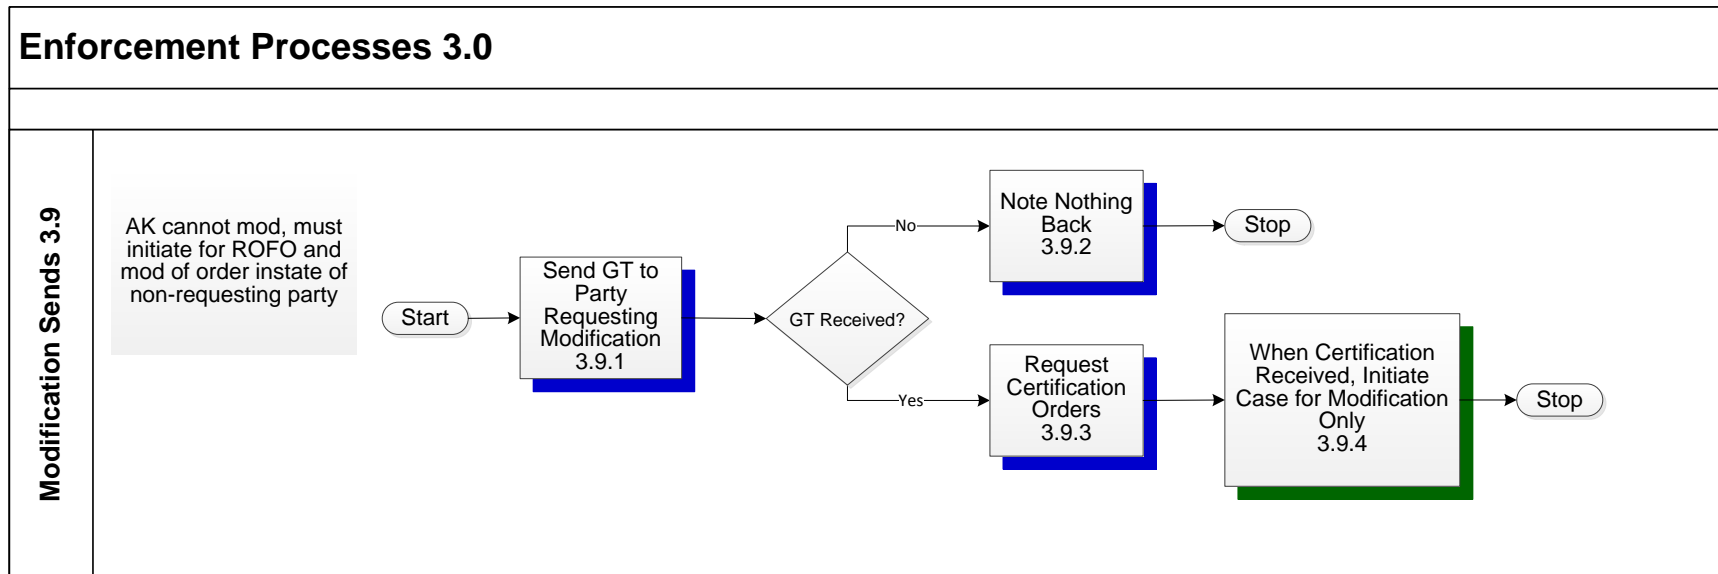 Enforcement Processes 3.0
Modification Sends 3.9
AK cannot mod, must
initiate for ROFO and
mod of order instate of
non-requesting party
Start
Send GT to
Party
Requesting
Modification
3.9.1
GT Received?
No
Note Nothing
Back
3.9.2
Stop
Yes
Request
Certification
Orders
3.9.3
When Certification
Received, Initiate
Case for Modification
Only
3.9.4
Stop